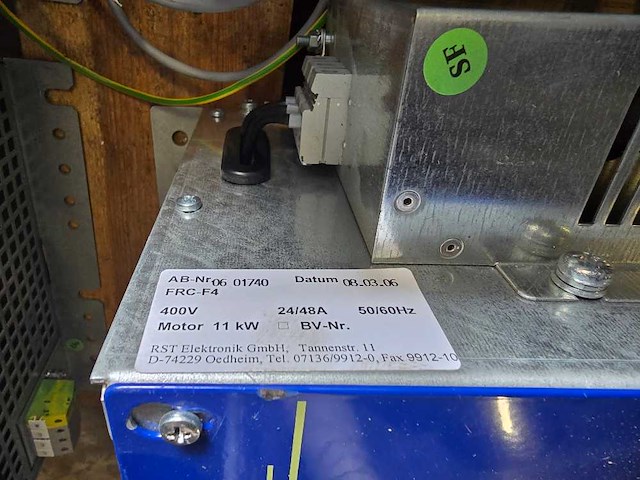 SF
AB-Nr. 06 01740 Datum 08.03.06
FRC-F4
400V 24/48A 50/60Hz
Motor 11 kW ☐ BV-Nr.
RST Elektronik GmbH, Tannenstr. 11
D-74229 Oedheim, Tel. 07136/9912-0, Fax 9912-10